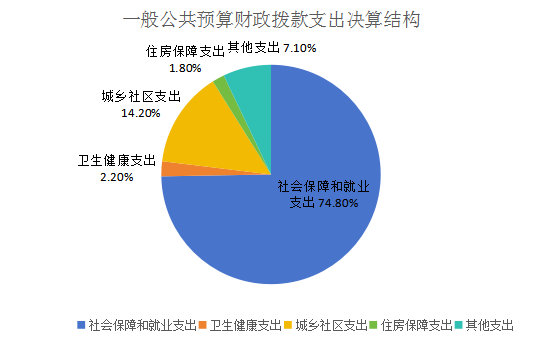 一般公共预算财政拨款支出决算结构
住房保障支出
1.80%
其他支出 7.10%
城乡社区支出
14.20%
卫生健康支出
2.20%
社会保障和就业
支出 74.80%
社会保障和就业支出 卫生健康支出 城乡社区支出 住房保障支出 其他支出